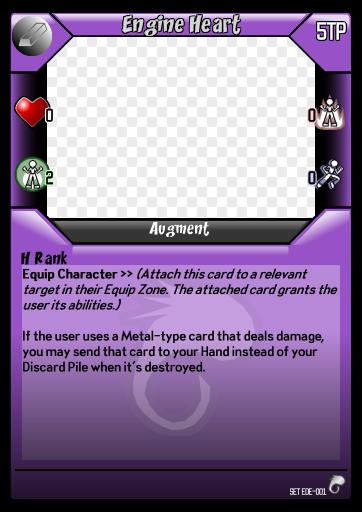 Engine Heart
5TP
0
0
2
0
Augment
H Rank
Equip Character >> (Attach this card to a relevant
target in their Equip Zone. The attached card grants the
user its abilities.)
If the user uses a Metal-type card that deals damage,
you may send that card to your Hand instead of your
Discard Pile when it's destroyed.
SET EOE-001